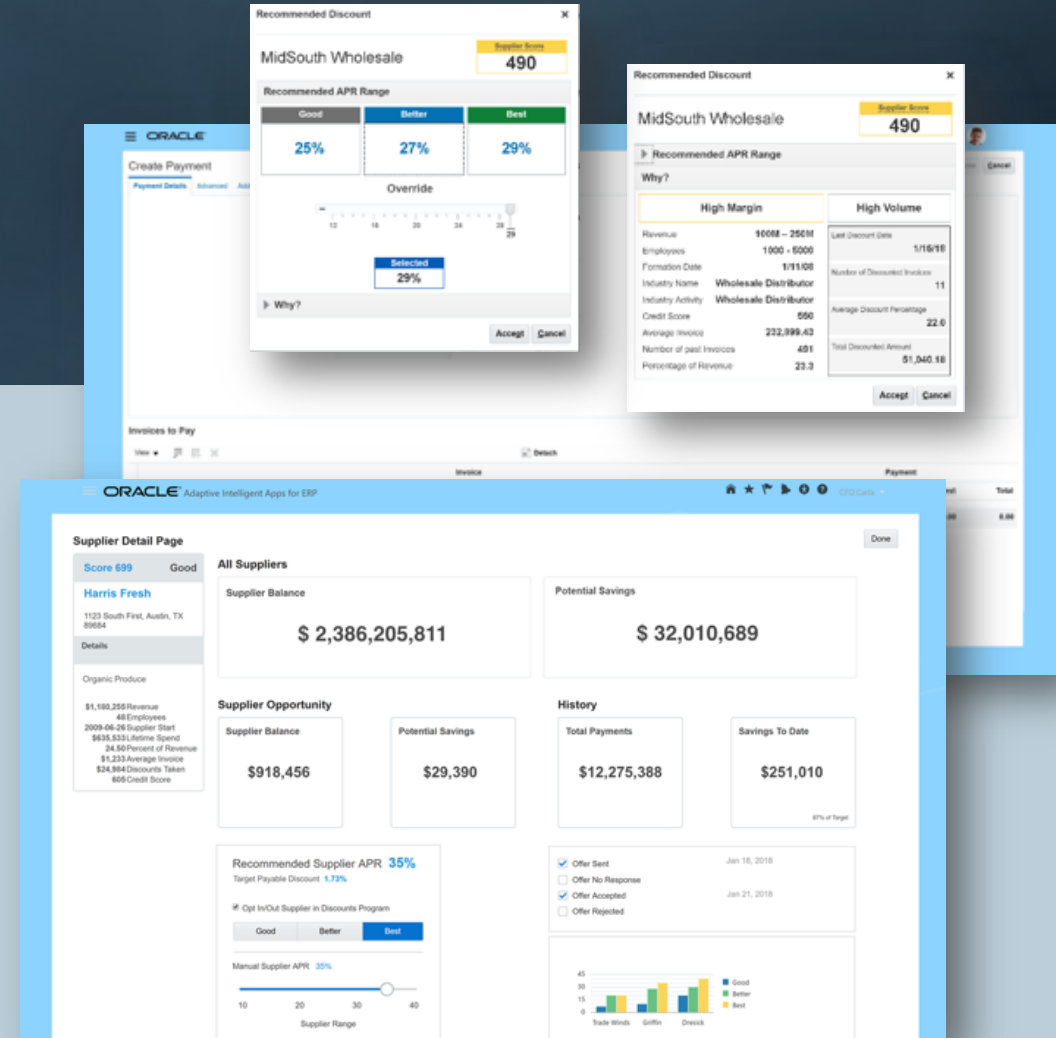 Recommended Discount
MidSouth Wholesale
Supplier Score
490
Recommended APR Range
Good Better Best
25% 27% 29%
Override
12 16 20 24 28 29
Selected
29%
Why?
Accept Cancel
Recommended Discount
MidSouth Wholesale
Supplier Score
490
Recommended APR Range
Why?
High Margin
Revenue 100M – 250M
Employees 1000 - 5000
Formation Date 1/11/08
Industry Name Wholesale Distributor
Industry Activity Wholesale Distributor
Credit Score 550
Average Invoice 232,999.43
Number of past Invoices 491
Percentage of Revenue 23.3
High Volume
Last Discount Date
1/16/18
Number of Discounted Invoices
11
Average Discount Percentage
22.0
Total Discounted Amount
51,040.18
Accept Cancel
ORACLE
Create Payment
Payment Details Advanced
Cancel
Invoices to Pay
View Detach
Invoice Payment
Total
0.00
ORACLE Adaptive Intelligent Apps for ERP
CFO Carla
Supplier Detail Page
Done
Score 699 Good
Harris Fresh
1123 South First, Austin, TX
89684
Details
Organic Produce
$1,180,255 Revenue
48 Employees
2009-06-26 Supplier Start
$635,533 Lifetime Spend
24.50 Percent of Revenue
$1,233 Average Invoice
$24,984 Discounts Taken
605 Credit Score
All Suppliers
Supplier Balance
$ 2,386,205,811
Potential Savings
$ 32,010,689
Supplier Opportunity
Supplier Balance
$918,456
Potential Savings
$29,390
History
Total Payments
$12,275,388
Savings To Date
$251,010
87% of Target
Recommended Supplier APR 35%
Target Payable Discount 1.73%
Opt In/Out Supplier in Discounts Program
Good Better Best
Manual Supplier APR 35%
10 20 30 40
Supplier Range
Offer Sent Jan 18, 2018
Offer No Response
Offer Accepted Jan 21, 2018
Offer Rejected
45
30
15
0
Trade Winds Griffin Dresick
Good
Better
Best